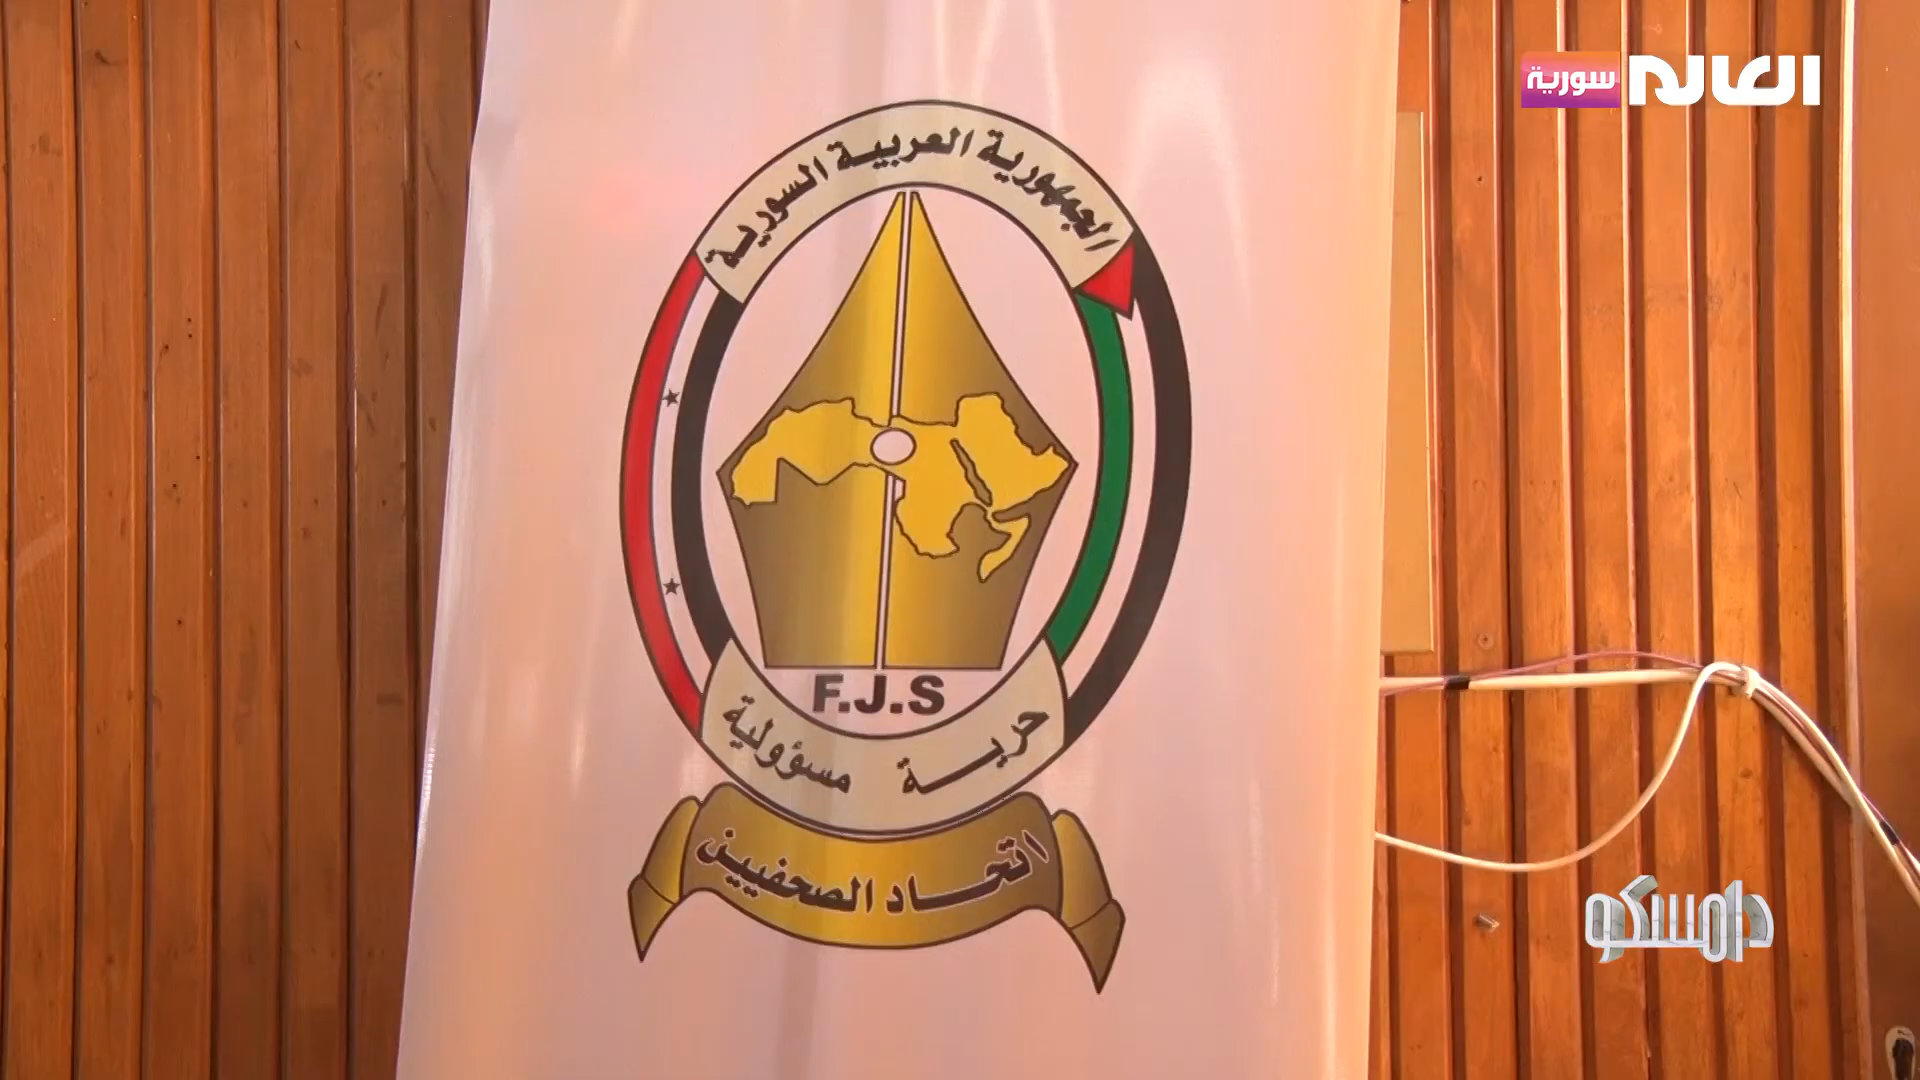 العالم سورية
الجمهورية العربية السورية
F.J.S
حرية مسؤولية
اتحاد الصحفيين
دامسكو